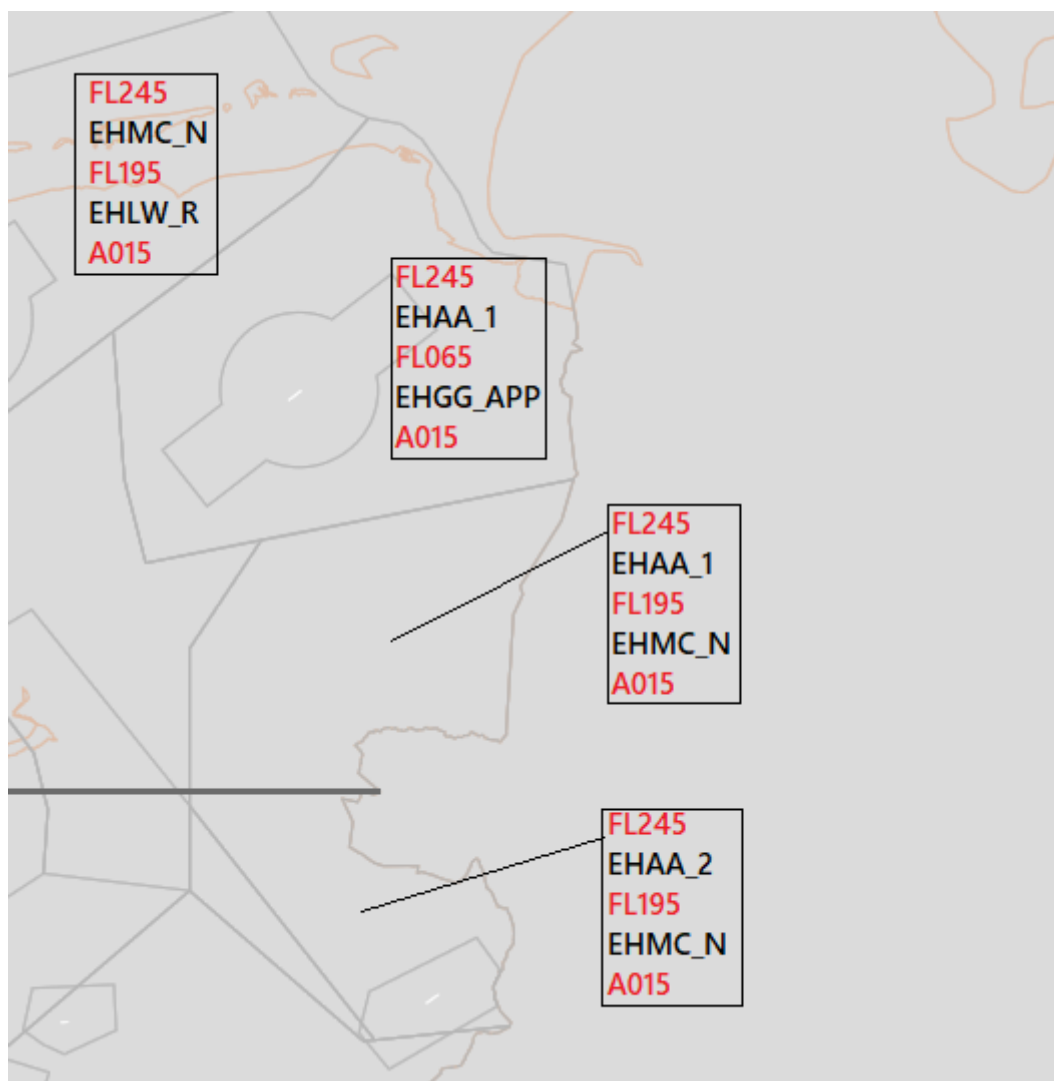 FL245
EHMC_N
FL195
EHLW_R
A015
FL245
EHAA_1
FL065
EHGG_APP
A015
FL245
EHAA_1
FL195
EHMC_N
A015
FL245
EHAA_2
FL195
EHMC_N
A015